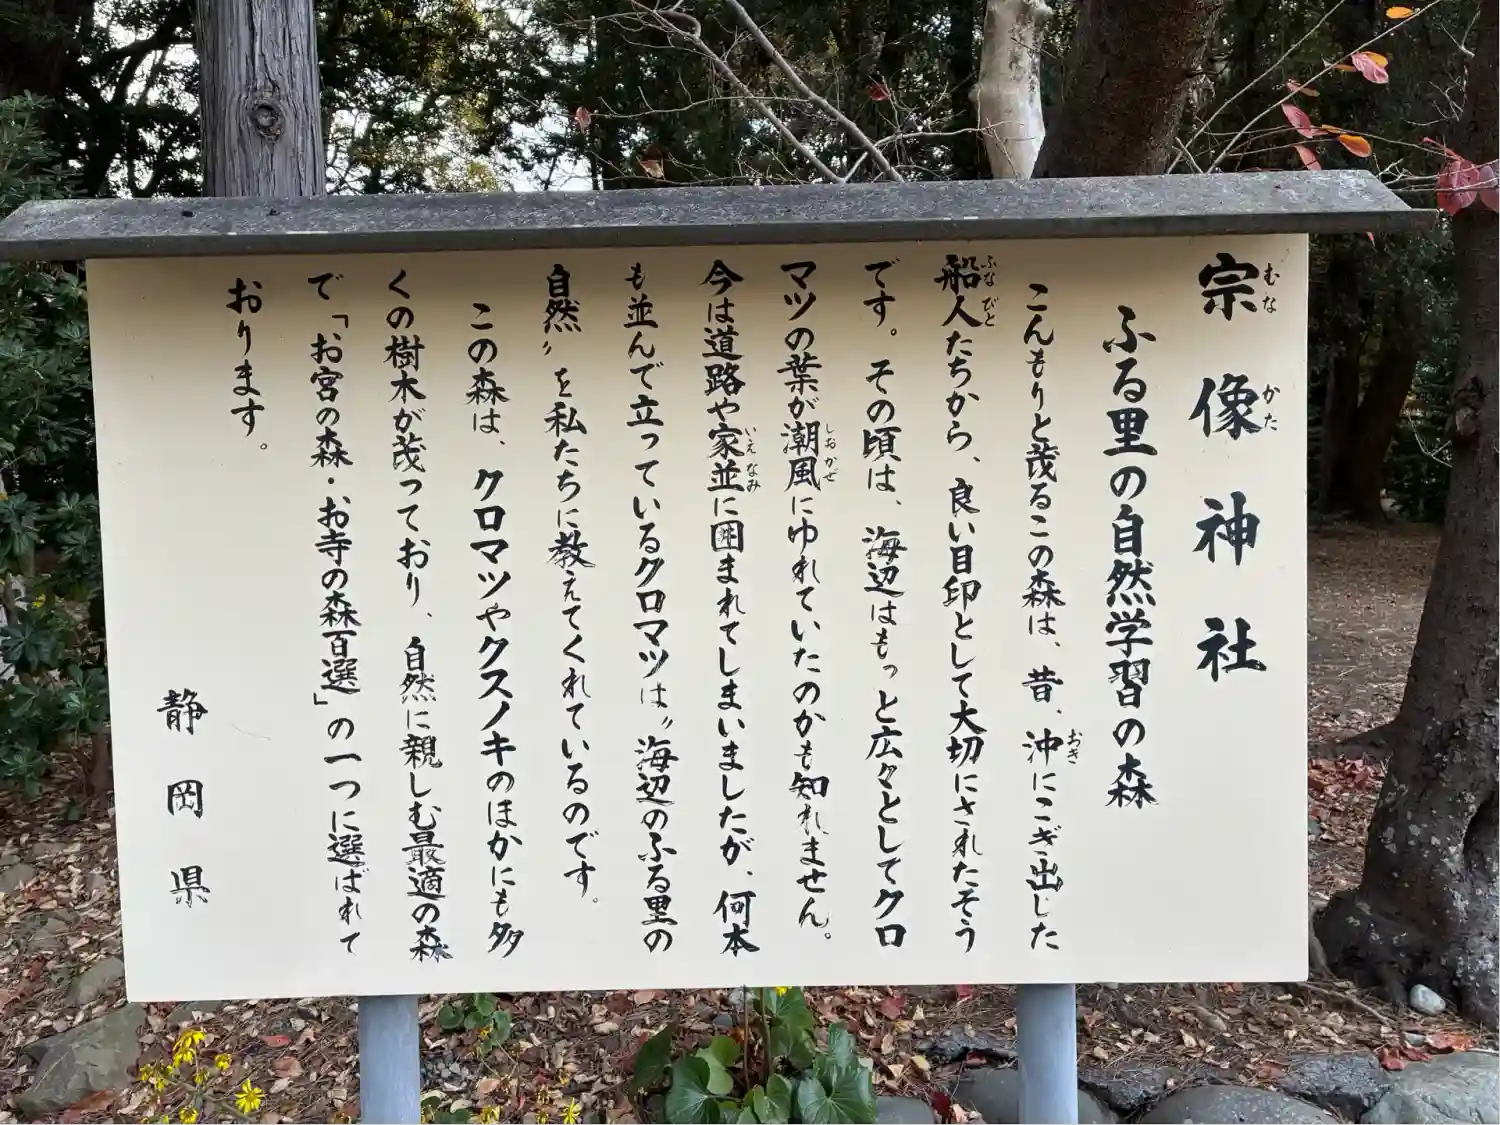 宗像神社
ふる里の自然学習の森
こんもりと茂るこの森は、昔、沖にこぎ出した
船人たちから、良い目印として大切にされたそう
です。その頃は、海辺はもっと広々としてクロ
マツの葉が潮風にゆれていたのかも知れません。
今は道路や家並に囲まれてしまいましたが、何本
も並んで立っているクロマツは〃海辺のふる里の
自然〃を私たちに教えてくれているのです。
この森は、クロマツやクスノキのほかにも多
くの樹木が茂っており、自然に親しむ最適の森
で「お宮の森・お寺の森百選」の一つに選ばれて
おります。
静岡県